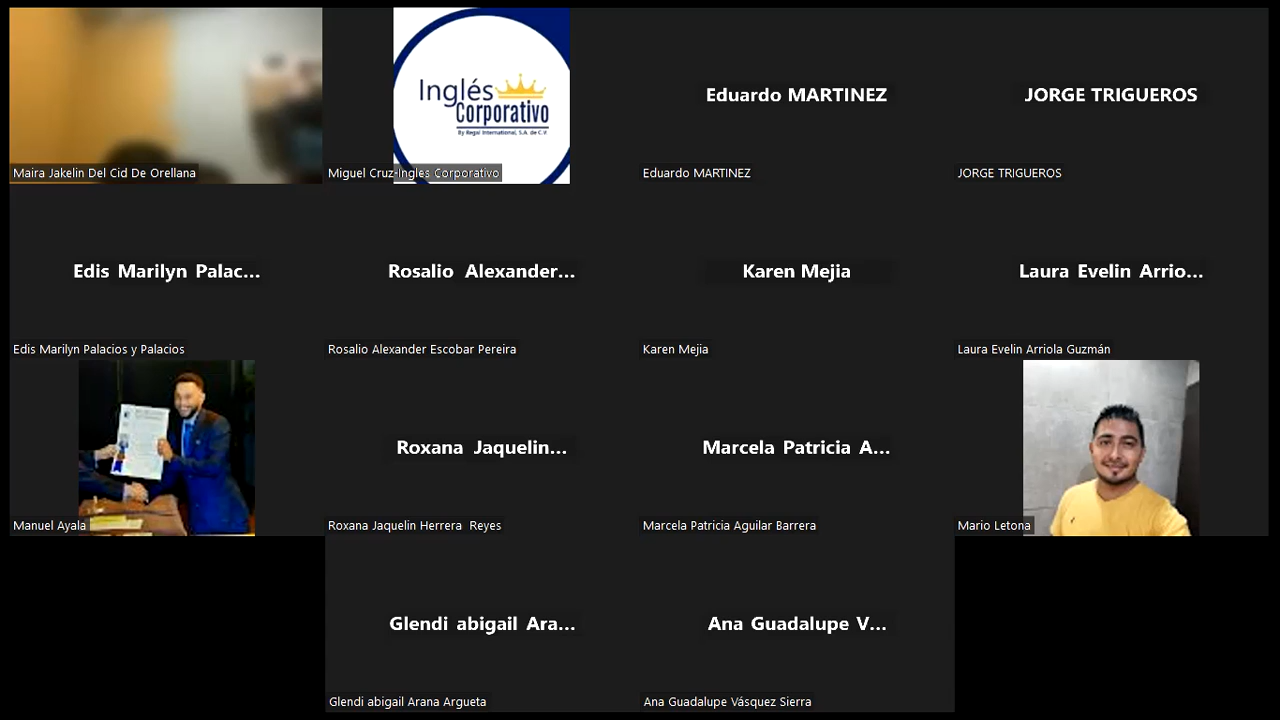 Inglés
Corporativo
By Regal International, S.A. de C.V
Eduardo MARTINEZ
JORGE TRIGUEROS
Maira Jakelin Del Cid De Orellana
Miguel Cruz-Ingles Corporativo
Eduardo MARTINEZ
JORGE TRIGUEROS
Edis Marilyn Palac...
Rosalio Alexander...
Karen Mejia
Laura Evelin Arrio...
Edis Marilyn Palacios y Palacios
Rosalio Alexander Escobar Pereira
Karen Mejia
Laura Evelin Arriola Guzmán
Roxana Jaquelin...
Marcela Patricia A...
Manuel Ayala
Roxana Jaquelin Herrera Reyes
Marcela Patricia Aguilar Barrera
Mario Letona
Glendi abigail Ara...
Ana Guadalupe V...
Glendi abigail Arana Argueta
Ana Guadalupe Vásquez Sierra